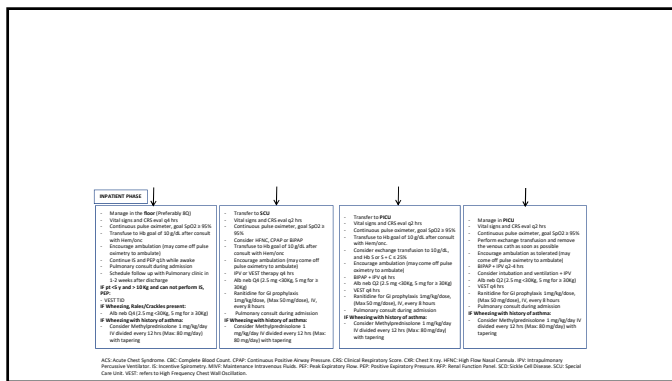 INPATIENT PHASE
- Manage in the floor (Preferably 8Q)
- Vital signs and CRS eval q4 hrs
- Continuous pulse oximeter, goal SpO2 ≥ 95%
- Transfuse to Hb goal of 10 g/dL after consult
with Hem/onc
- Encourage ambulation (may come off pulse
oximetry to ambulate)
- Continue IS and PEP q1h while awake
- Pulmonary consult during admission
- Schedule follow up with Pulmonary clinic in
1-2 weeks after discharge
IF pt <5 y and > 10 Kg and can not perform IS,
PEP:
- VEST TID
IF Wheezing, Rales/Crackles present:
- Alb neb Q4 (2.5 mg <30Kg, 5 mg for ≥ 30Kg)
IF Wheezing with history of asthma:
- Consider Methylprednisolone 1 mg/kg/day
IV divided every 12 hrs (Max: 80 mg/day) with
tapering
- Transfer to SCU
- Vital signs and CRS eval q2 hrs
- Continuous pulse oximeter, goal SpO2 ≥
95%
- Consider HFNC, CPAP or BiPAP
- Transfuse to Hb goal of 10 g/dL after
consult with Hem/onc
- Encourage ambulation (may come off
pulse oximetry to ambulate)
- IPV or VEST therapy q4 hrs
- Alb neb Q4 (2.5 mg <30Kg, 5 mg for ≥
30Kg)
- Ranitidine for GI prophylaxis
1mg/kg/dose, (Max 50 mg/dose), IV,
every 8 hours
- Pulmonary consult during admission
IF Wheezing with history of asthma:
- Consider Methylprednisolone 1
mg/kg/day IV divided every 12 hrs (Max:
80 mg/day) with tapering
- Transfer to PICU
- Vital signs and CRS eval q2 hrs
- Continuous pulse oximeter, goal SpO2 ≥ 95%
- Transfuse to Hb goal of 10 g/dL after consult
with Hem/onc.
- Consider exchange transfusion to 10 g/dL,
and Hb S or S + C ≤ 25%
- Encourage ambulation (may come off pulse
oximetry to ambulate)
- BiPAP + IPV q4 hrs
- Alb neb Q2 (2.5 mg <30Kg, 5 mg for ≥ 30Kg)
- VEST q4 hrs
- Ranitidine for GI prophylaxis 1mg/kg/dose,
(Max 50 mg/dose), IV, every 8 hours
- Pulmonary consult during admission
IF Wheezing with history of asthma:
- Consider Methylprednisolone 1 mg/kg/day
IV divided every 12 hrs (Max: 80 mg/day)
with tapering
- Manage in PICU
- Vital signs and CRS eval q2 hrs
- Continuous pulse oximeter, goal SpO2 ≥ 95%
- Perform exchange transfusion and remove
the venous cath as soon as possible
- Encourage ambulation as tolerated (may
come off pulse oximetry to ambulate)
- BiPAP + IPV q2-4 hrs
- Consider intubation and ventilation + IPV
- Alb neb Q2 (2.5 mg <30Kg, 5 mg for ≥ 30Kg)
- VEST q4 hrs
- Ranitidine for GI prophylaxis 1mg/kg/dose,
(Max 50 mg/dose), IV, every 8 hours
- Pulmonary consult during admission
IF Wheezing with history of asthma:
- Consider Methylprednisolone 1 mg/kg/day IV
divided every 12 hrs (Max: 80 mg/day) with
tapering
ACS: Acute Chest Syndrome. CBC: Complete Blood Count. CPAP: Continuous Positive Airway Pressure. CRS: Clinical Respiratory Score. CXR: Chest X ray. HFNC: High Flow Nasal Cannula. IPV: Intrapulmonary
Percussive Ventilator. IS: Incentive Spirometry. MIVF: Maintenance Intravenous Fluids. PEF: Peak Expiratory Flow. PEP: Positive Expiratory Pressure. RFP: Renal Function Panel. SCD: Sickle Cell Disease. SCU: Special
Care Unit. VEST: refers to High Frequency Chest Wall Oscillation.